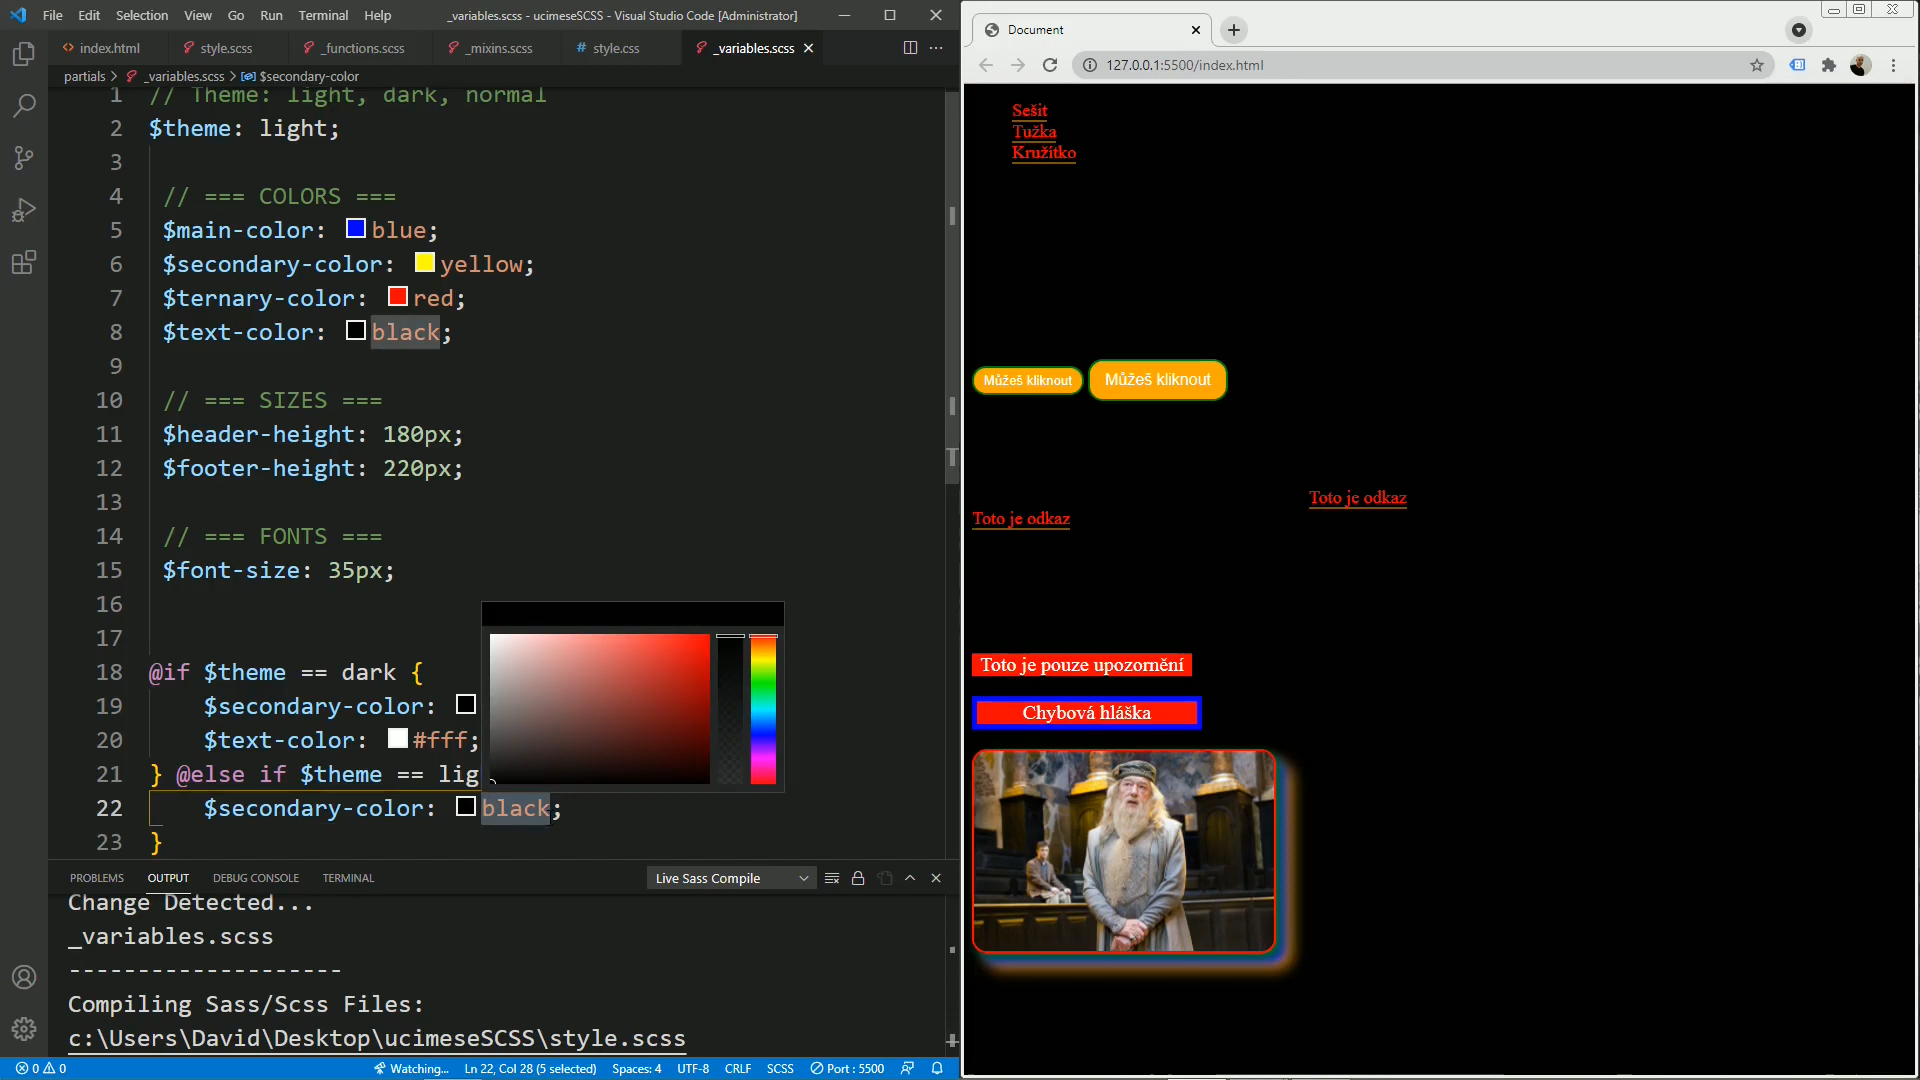 File Edit Selection View Go Run Terminal Help _variables.scss - ucimeseSCSS - Visual Studio Code [Administrator]
index.html style.scss _functions.scss _mixins.scss # style.css _variables.scss
partials > _variables.scss > $secondary-color
1 // Theme: light, dark, normal
2 $theme: light;
3
4 // === COLORS ===
5 $main-color: blue;
6 $secondary-color: yellow;
7 $ternary-color: red;
8 $text-color: black;
9
10 // === SIZES ===
11 $header-height: 180px;
12 $footer-height: 220px;
13
14 // === FONTS ===
15 $font-size: 35px;
16
17
18 @if $theme == dark {
19 $secondary-color:
20 $text-color: #fff;
21 } @else if $theme == lig
22 $secondary-color: black;
23 }
PROBLEMS OUTPUT DEBUG CONSOLE TERMINAL Live Sass Compile
Change Detected...
_variables.scss
--------------------
Compiling Sass/Scss Files:
c:\Users\David\Desktop\ucimeseSCSS\style.scss
0 0 Watching... Ln 22, Col 28 (5 selected) Spaces: 4 UTF-8 CRLF SCSS Port : 5500
Document
127.0.0.1:5500/index.html
Sešit
Tužka
Kružítko
Můžeš kliknout Můžeš kliknout
Toto je odkaz
Toto je odkaz
Toto je pouze upozornění
Chybová hláška